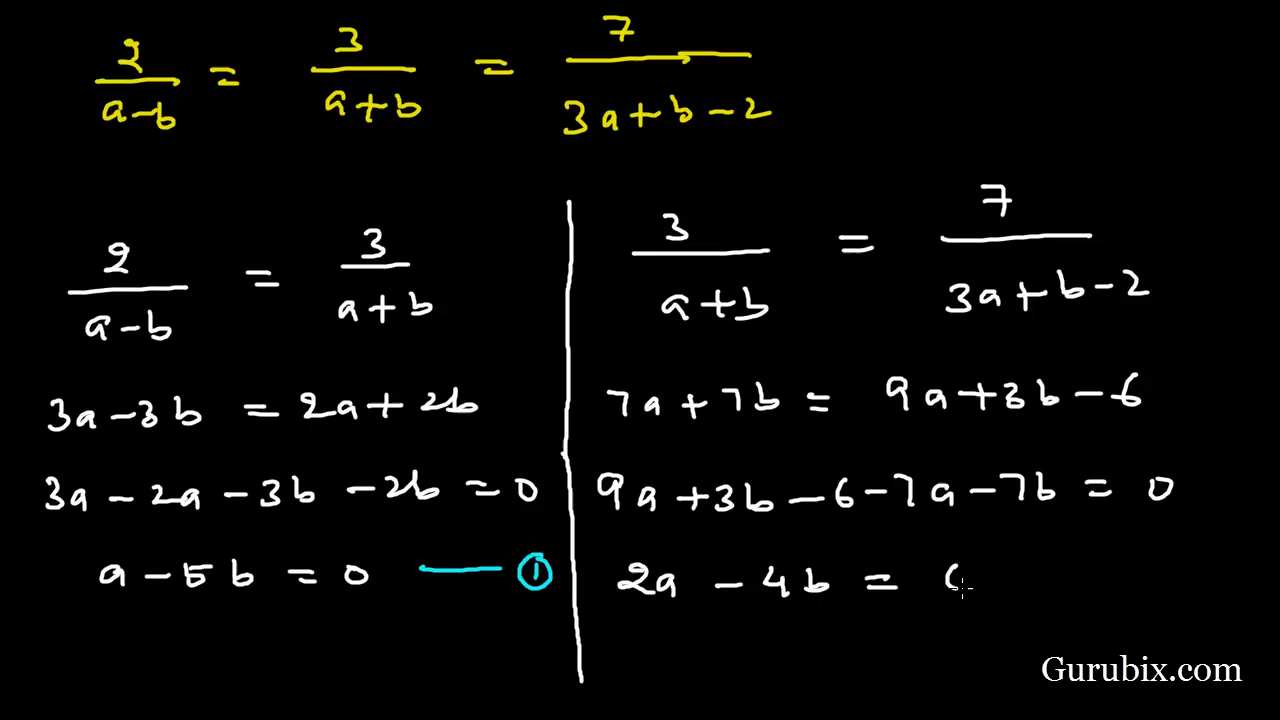 2/(a-b) = 3/(a+b) = 7/(3a+b-2)
2/(a-b) = 3/(a+b)
3a-3b = 2a+2b
3a-2a-3b-2b = 0
a-5b = 0 —— ①
3/(a+b) = 7/(3a+b-2)
7a+7b = 9a+3b-6
9a+3b-6-7a-7b = 0
2a-4b =
Gurubix.com